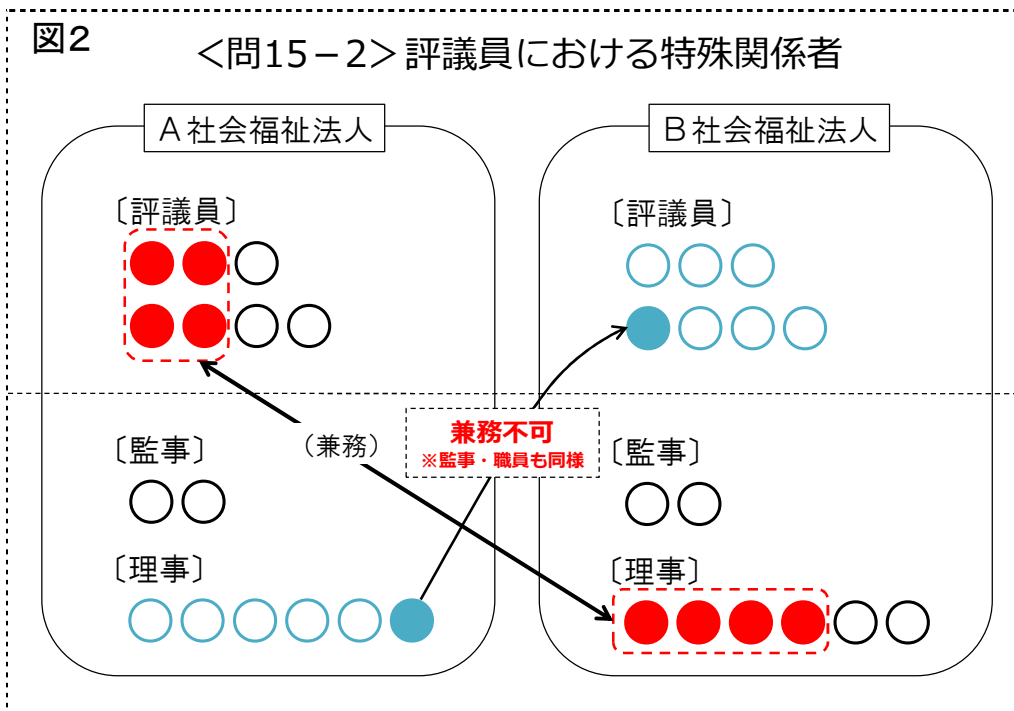 図2
<問15-2>評議員における特殊関係者
A社会福祉法人
B社会福祉法人
〔評議員〕
〔評議員〕
(兼務)
兼務不可
※監事・職員も同様
〔監事〕
〔監事〕
〔理事〕
〔理事〕